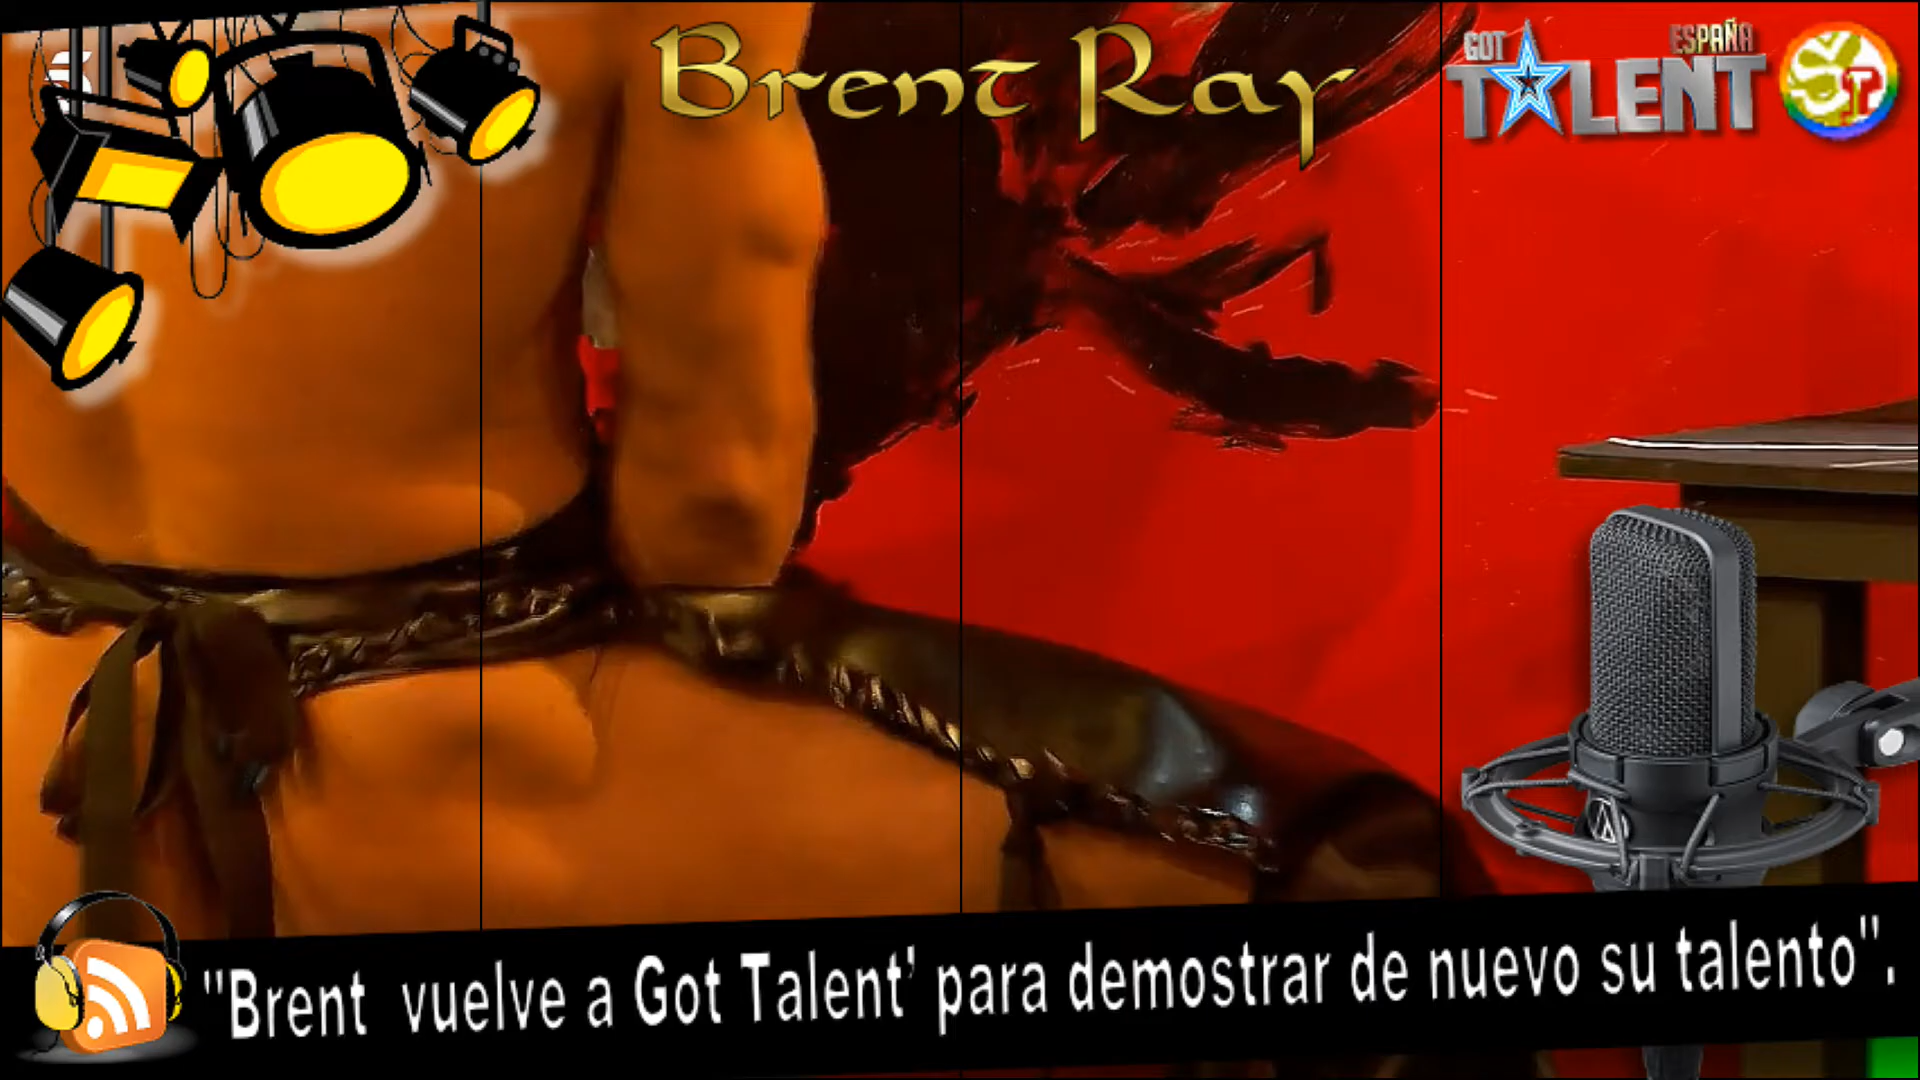 Brent Ray
GOT
ESPAÑA
TALENT
"Brent vuelve a Got Talent' para demostrar de nuevo su talento".